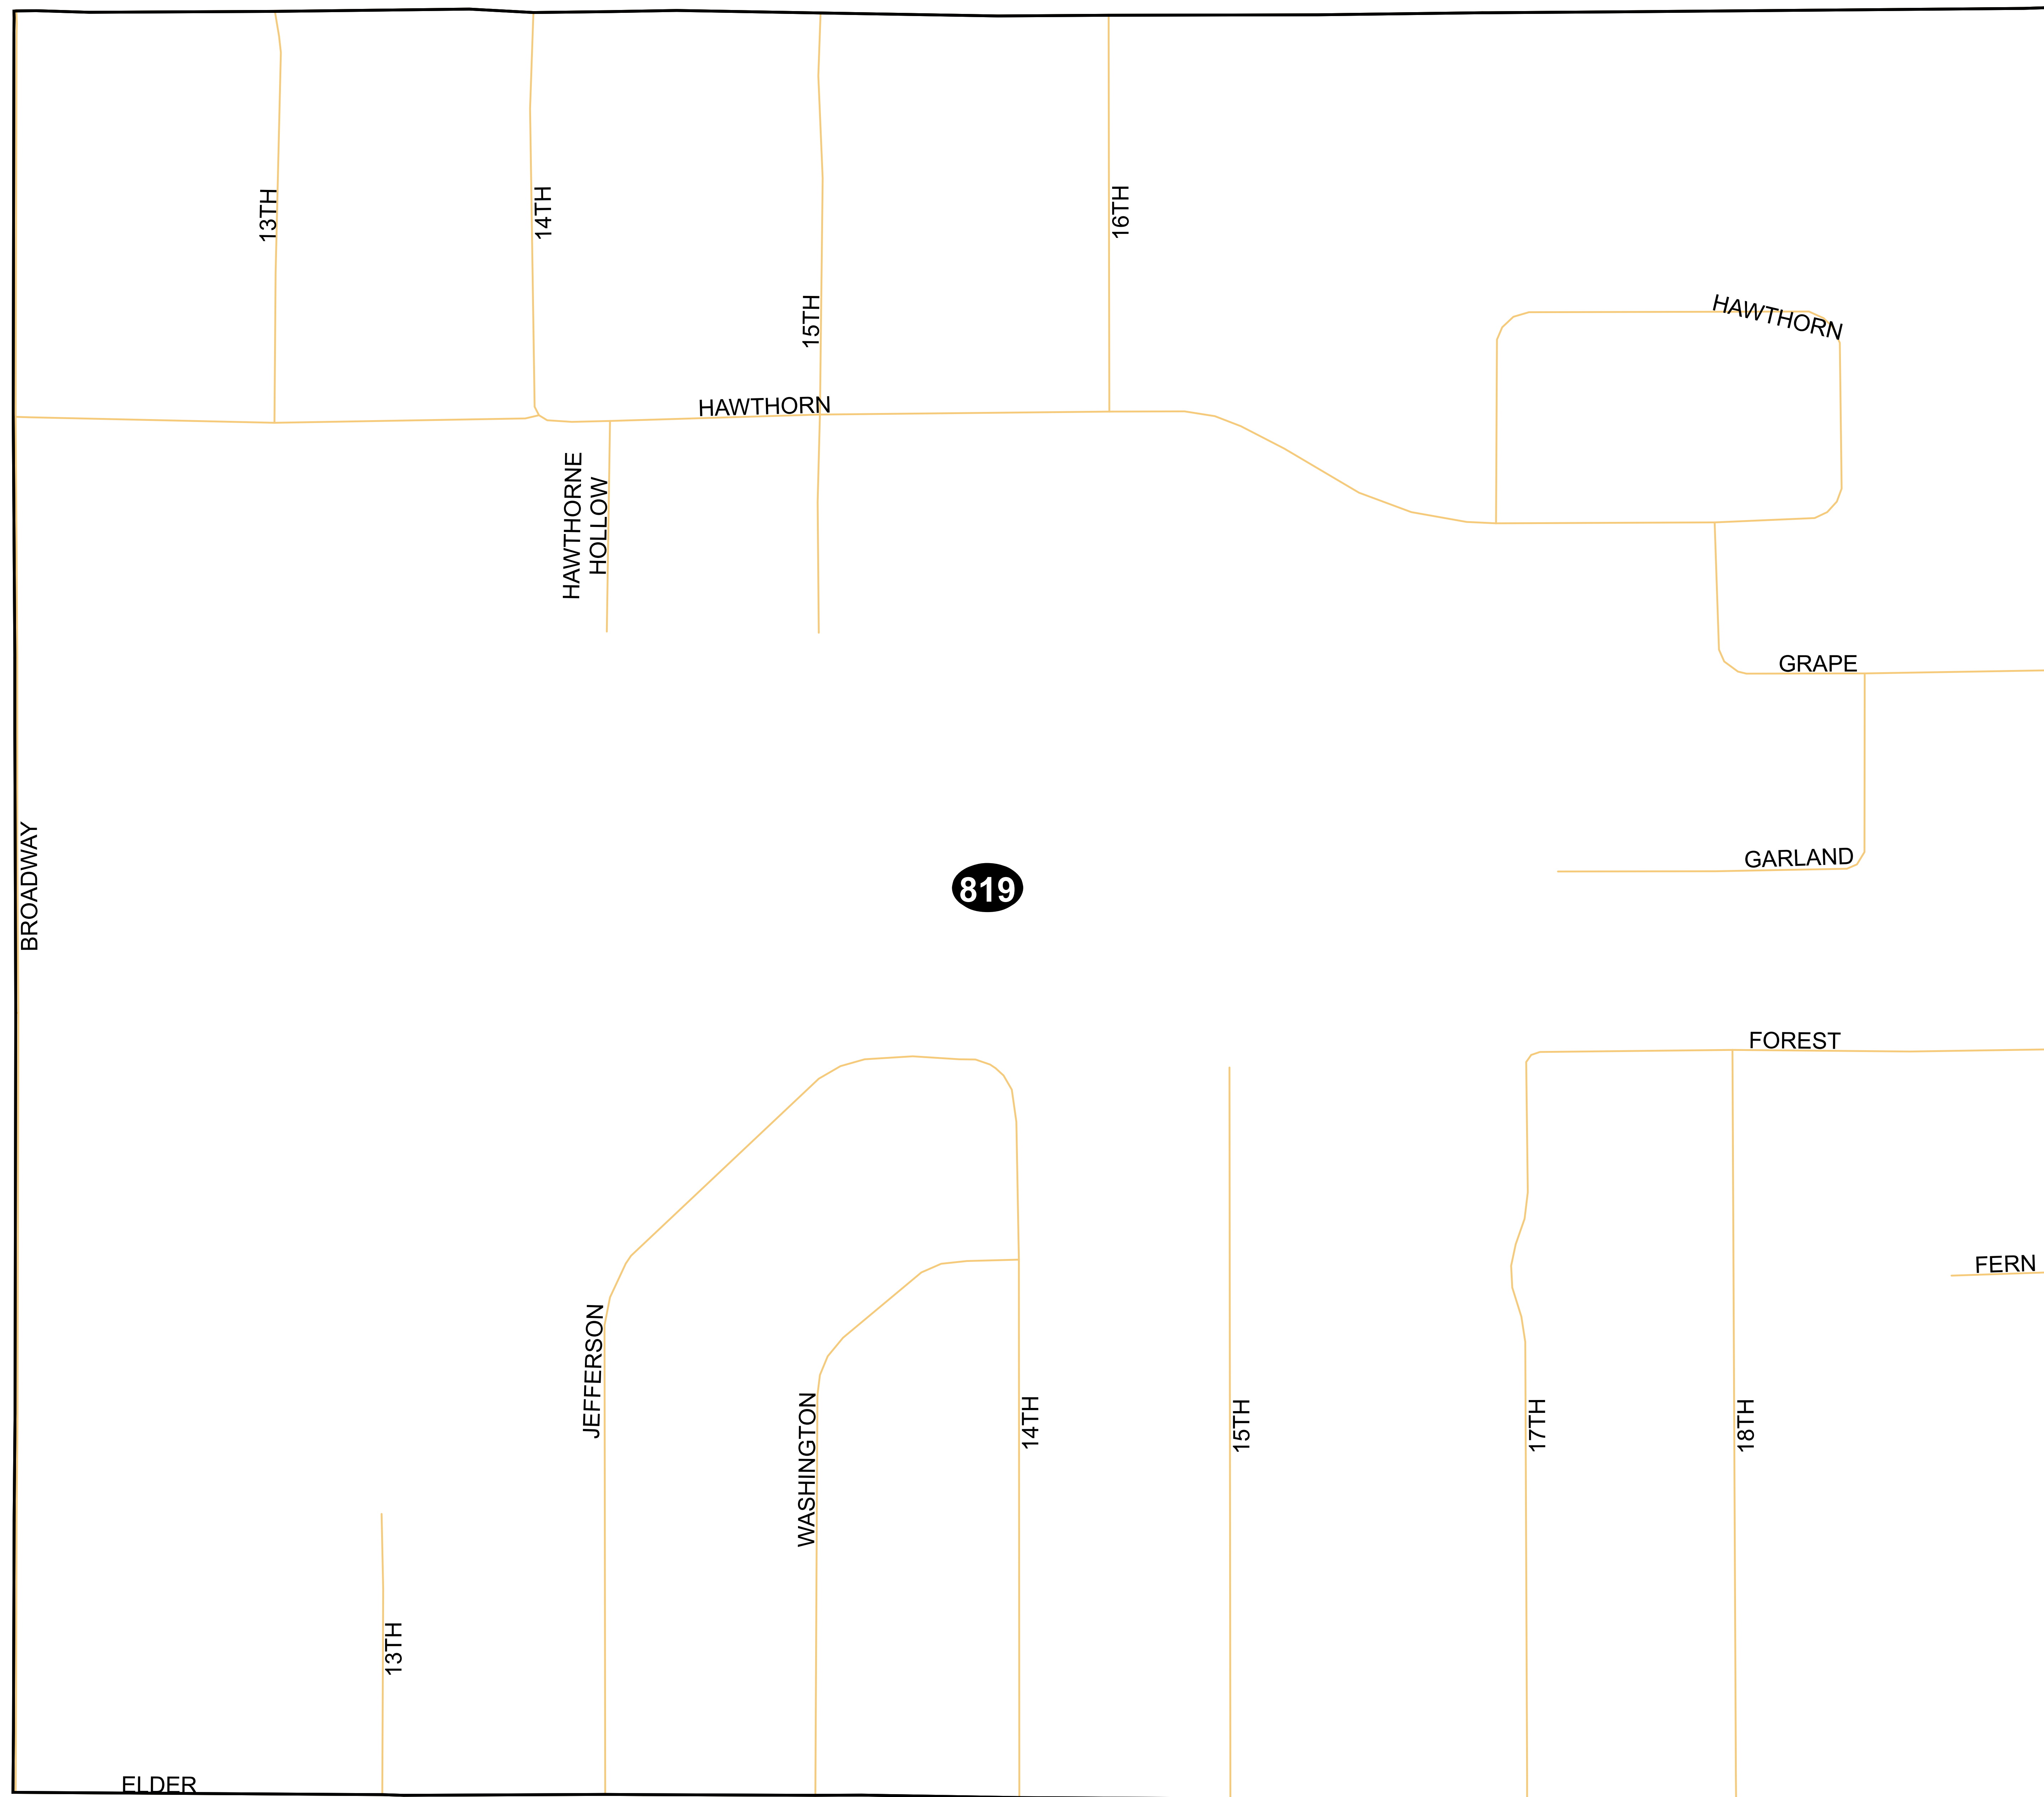 13TH
14TH
16TH
15TH
HAWTHORN
HAWTHORN
HAWTHORNE
HOLLOW
GRAPE
BROADWAY
GARLAND
819
FOREST
FERN
JEFFERSON
WASHINGTON
14TH
15TH
17TH
18TH
13TH
ELDER